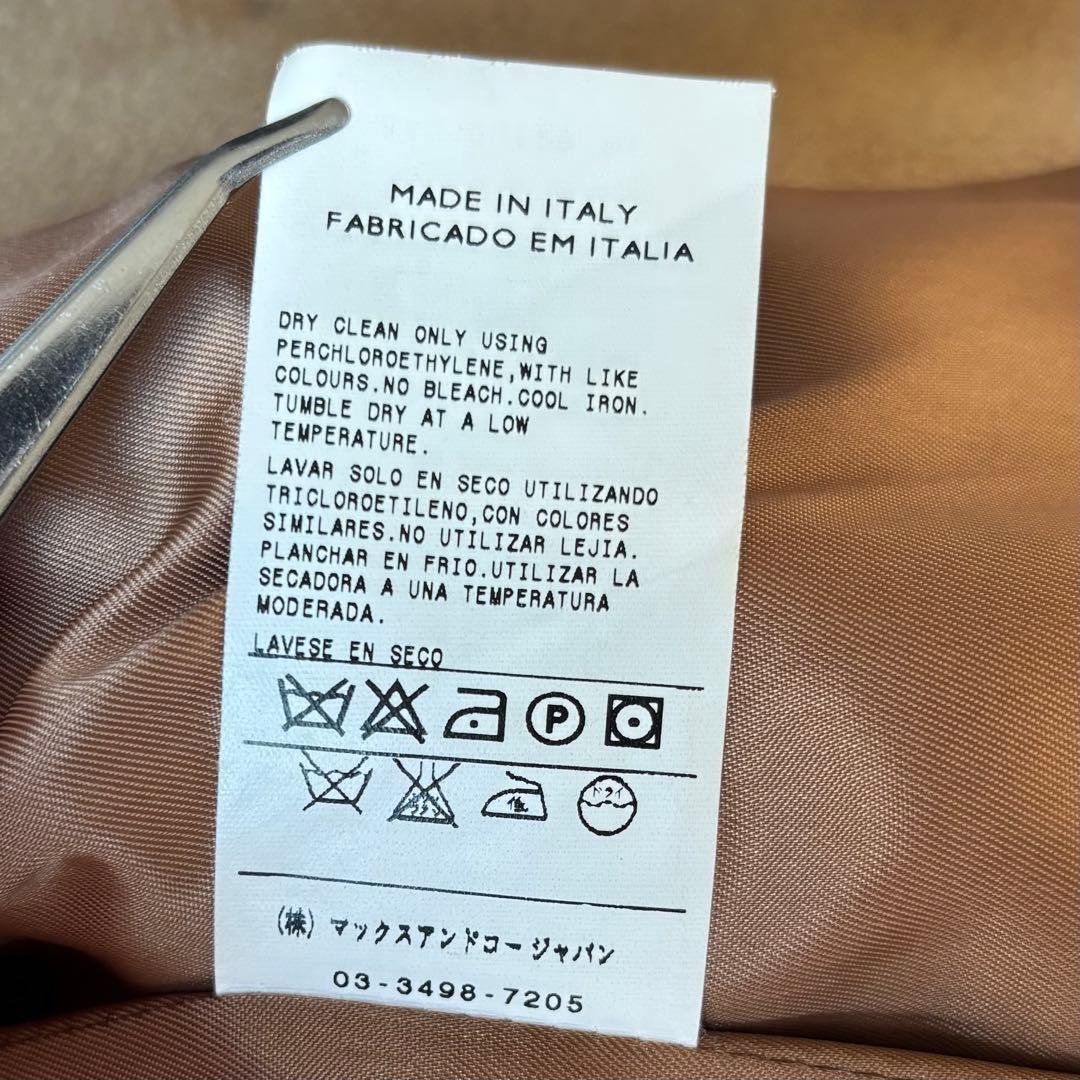 MADE IN ITALY
FABRICADO EM ITALIA
DRY CLEAN ONLY USING
PERCHLOROETHYLENE,WITH LIKE
COLOURS.NO BLEACH.COOL IRON.
TUMBLE DRY AT A LOW
TEMPERATURE.
LAVAR SOLO EN SECO UTILIZANDO
TRICLOROETILENO,CON COLORES
SIMILARES.NO UTILIZAR LEJIA.
PLANCHAR EN FRIO.UTILIZAR LA
SECADORA A UNA TEMPERATURA
MODERADA.
LAVESE EN SECO
P
低 ドライ
(株) マックスアンドコージャパン
03-3498-7205